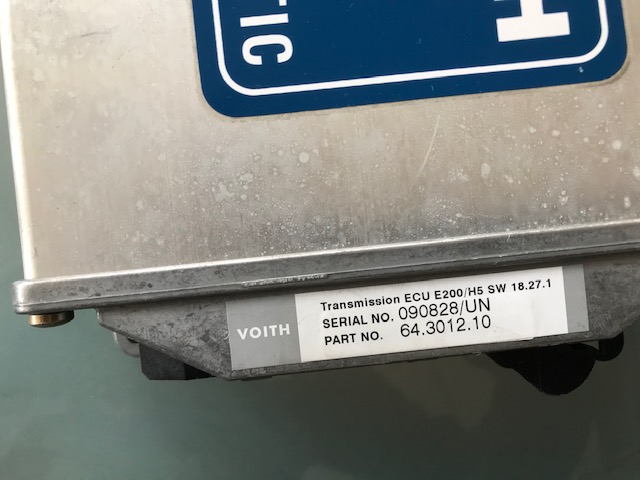 H
TIC
VOITH
Transmission ECU E200/H5 SW 18.27.1
SERIAL NO. 090828/UN
PART NO. 64.3012.10